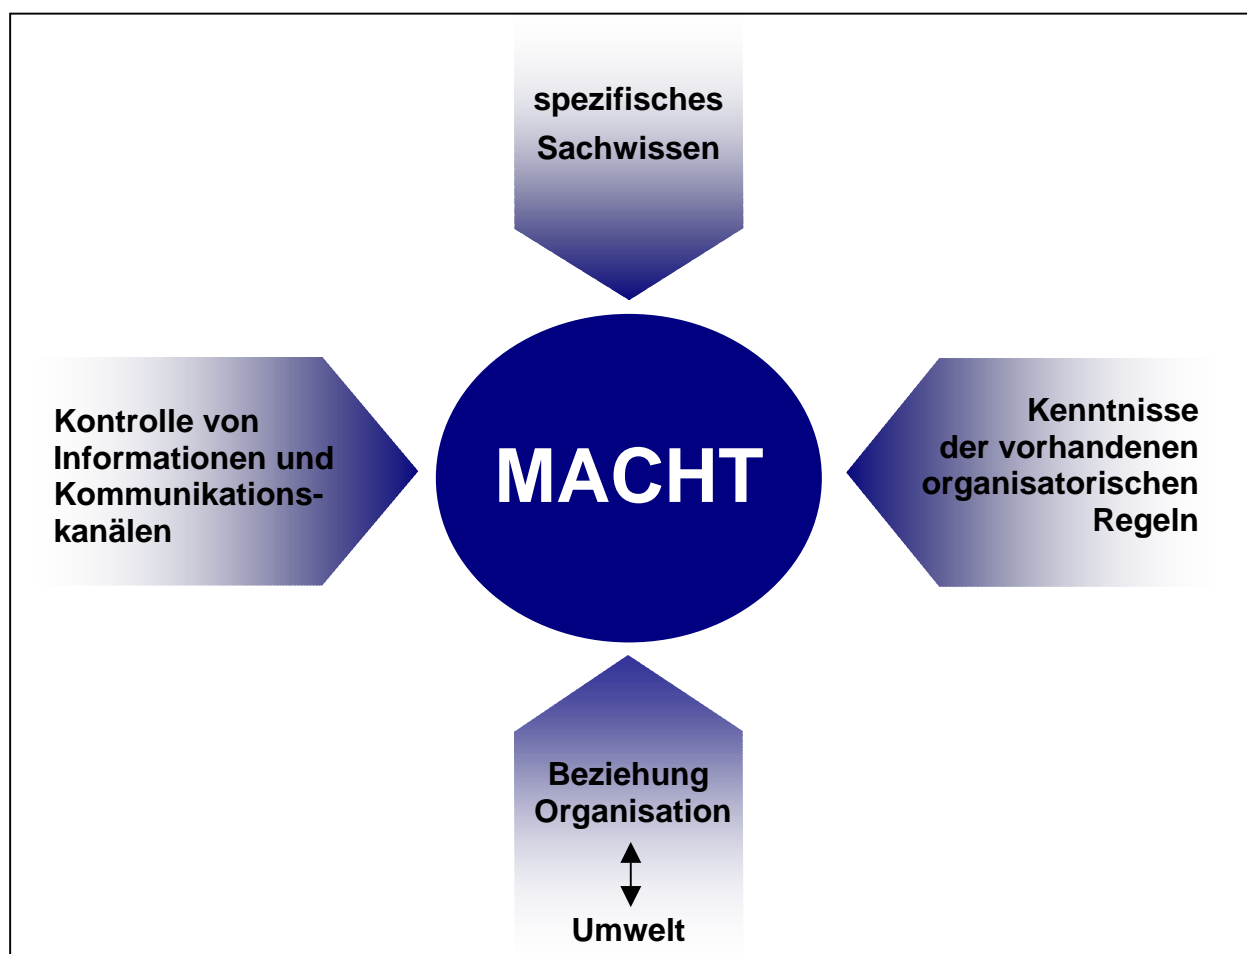 spezifisches
Sachwissen
Kontrolle von
Informationen und
Kommunikations-
kanälen
MACHT
Kenntnisse
der vorhandenen
organisatorischen
Regeln
Beziehung
Organisation
Umwelt